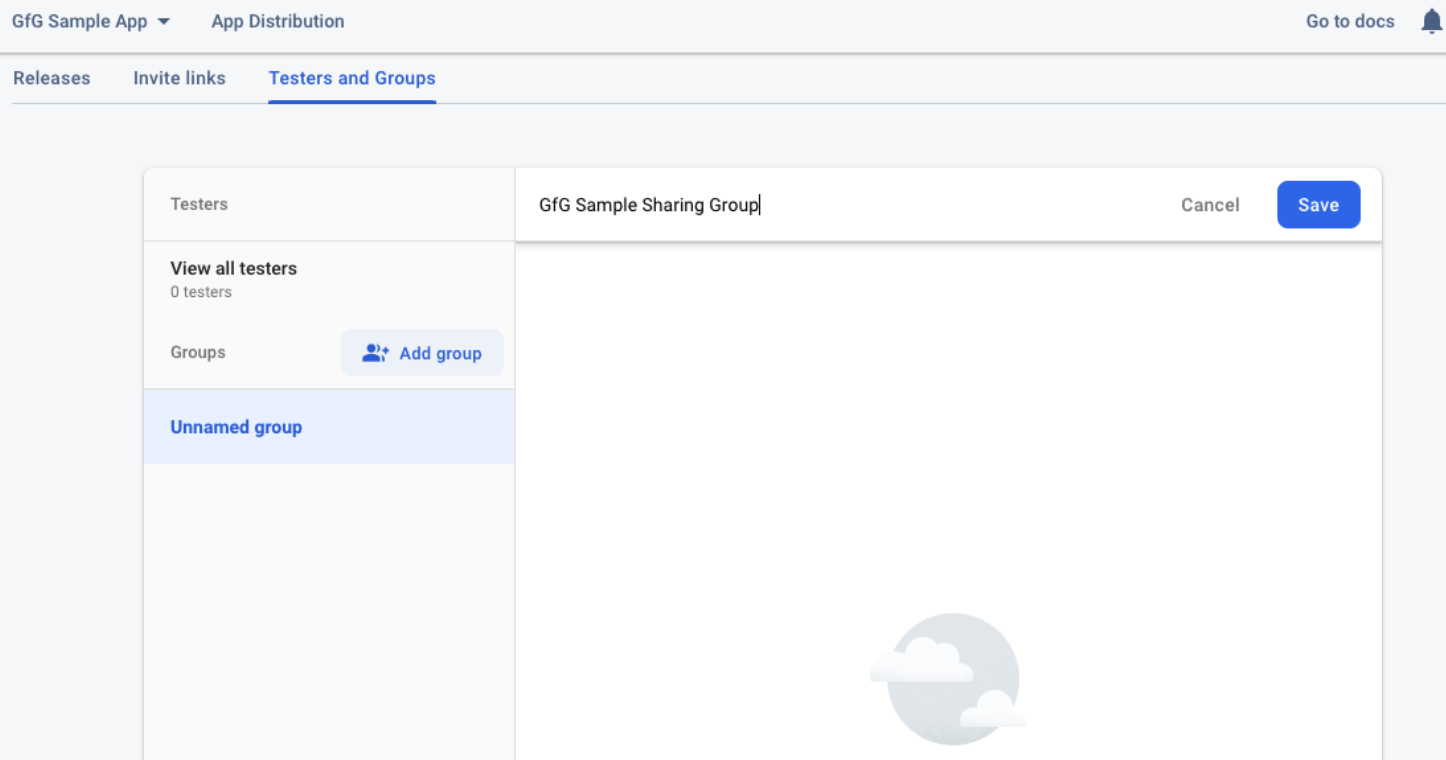 GfG Sample App App Distribution Go to docs
Releases Invite links Testers and Groups
Testers
GfG Sample Sharing Group Cancel Save
View all testers
0 testers
Groups Add group
Unnamed group